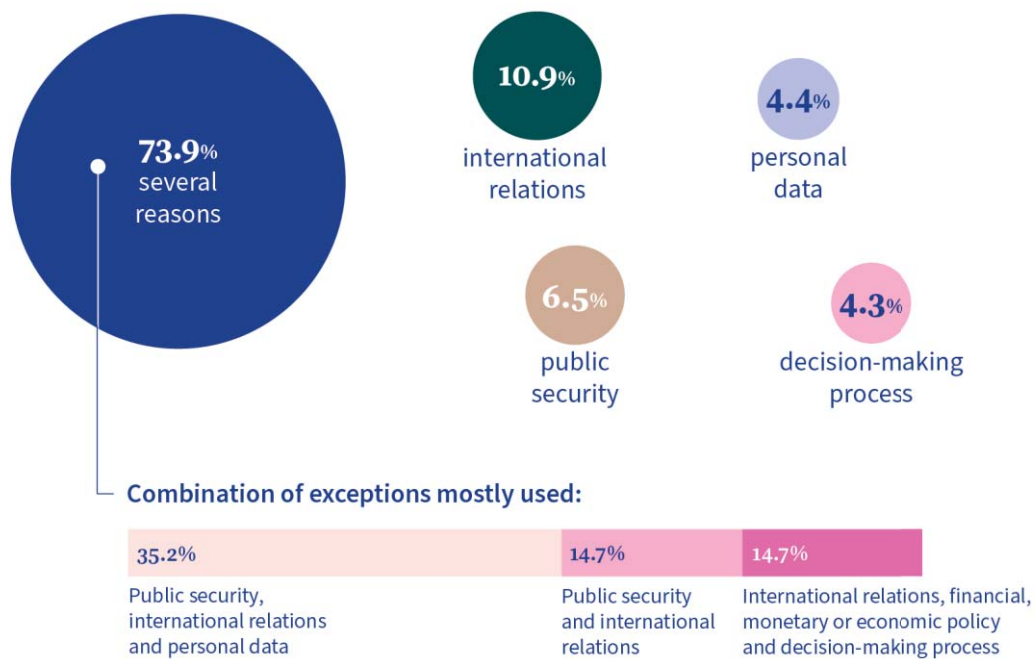 73.9%
several
reasons
10.9%
international
relations
4.4%
personal
data
6.5%
public
security
4.3%
decision-making
process
Combination of exceptions mostly used:
35.2%
Public security,
international relations
and personal data
14.7%
Public security
and international
relations
14.7%
International relations, financial,
monetary or economic policy
and decision-making process